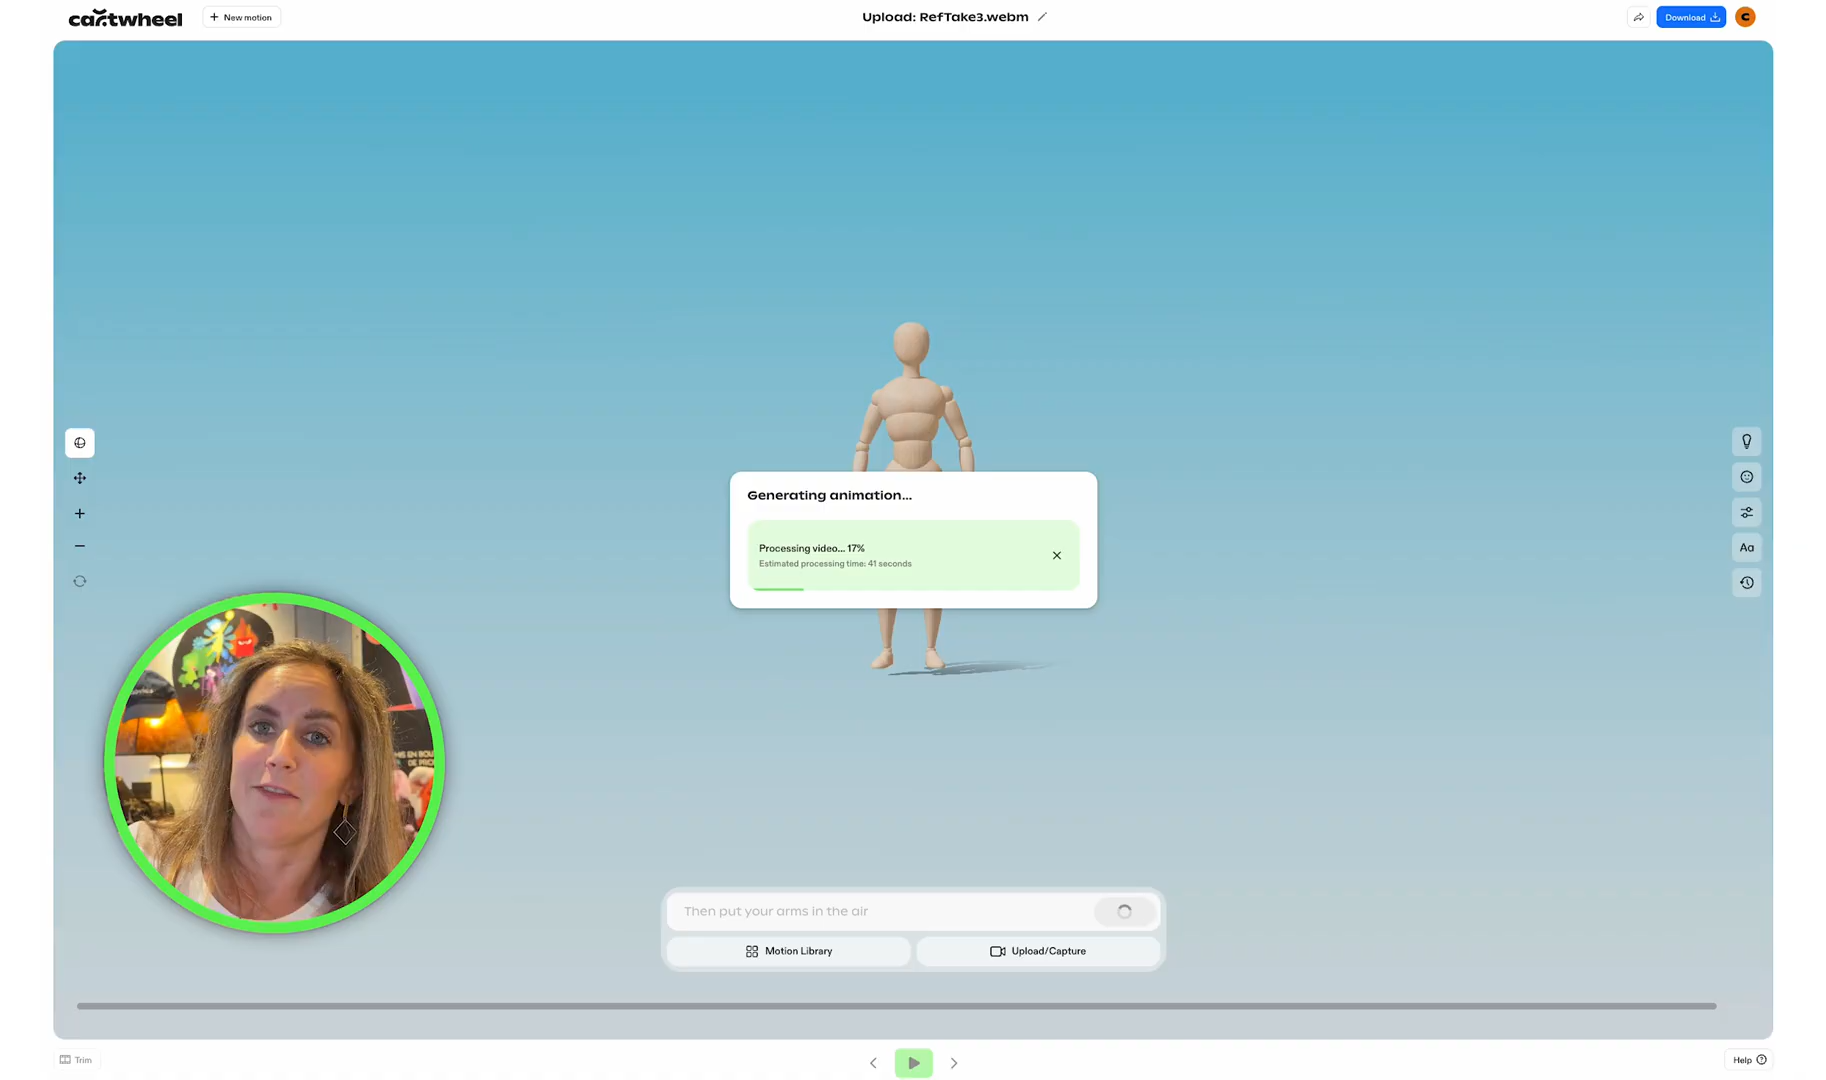 cartwheel
+ New motion
Upload: RefTake3.webm
Download
C
Generating animation...
Processing video... 17%
Estimated processing time: 41 seconds
Aa
Then put your arms in the air
Motion Library
Upload/Capture
Trim
Help